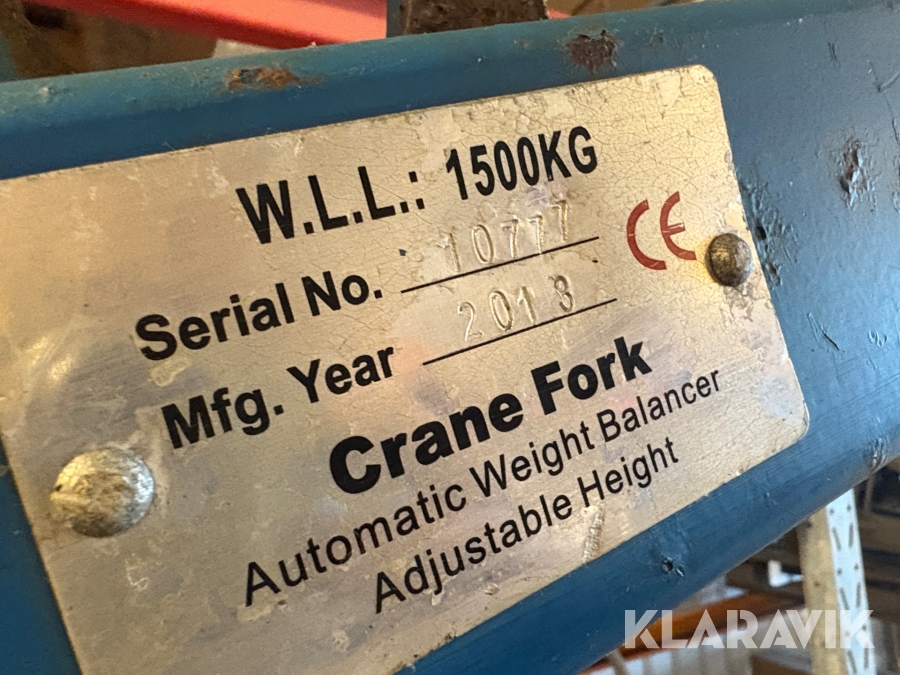 W.L.L.: 1500KG
Serial No. 10777
CE
Mfg. Year 2013
Crane Fork
Automatic Weight Balancer
Adjustable Height
KLARAVIK